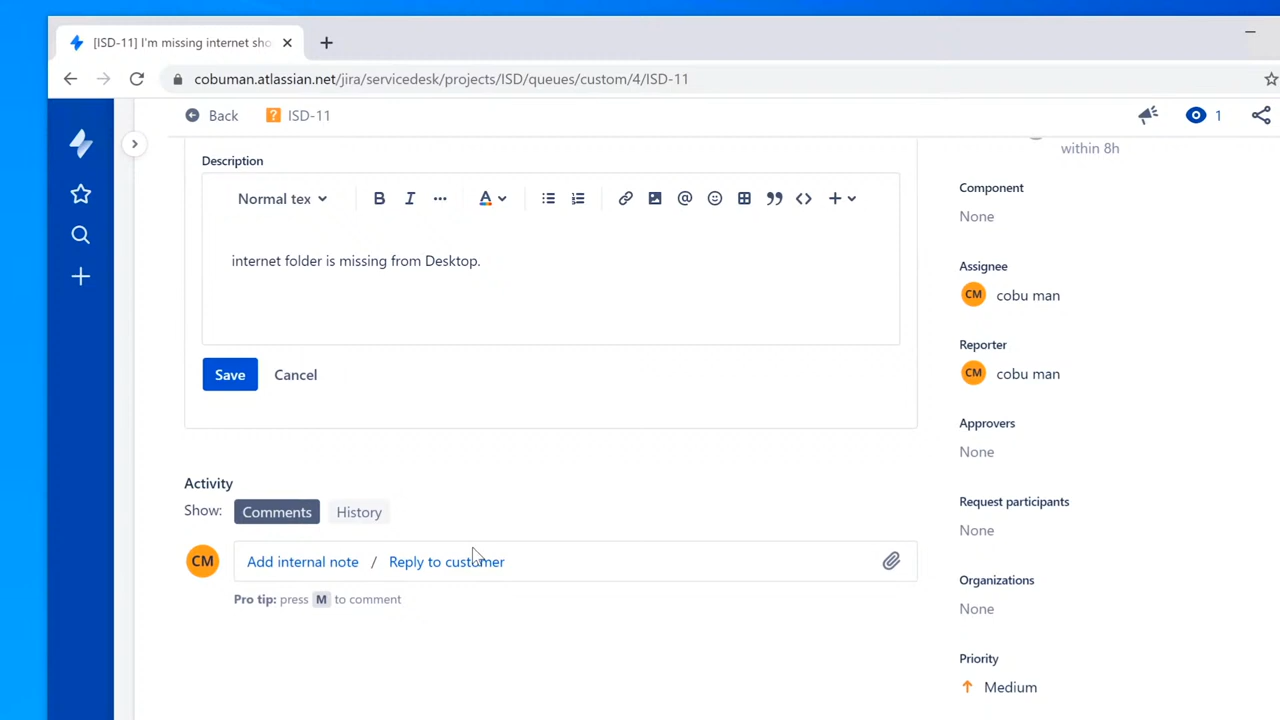 [ISD-11] I'm missing internet sho
cobuman.atlassian.net/jira/servicedesk/projects/ISD/queues/custom/4/ISD-11
Back
ISD-11
1
within 8h
Description
Normal tex
B I A
internet folder is missing from Desktop.
Save
Cancel
Component
None
Assignee
CM cobu man
Reporter
CM cobu man
Approvers
None
Activity
Show: Comments History
CM Add internal note / Reply to customer
Pro tip: press M to comment
Request participants
None
Organizations
None
Priority
Medium